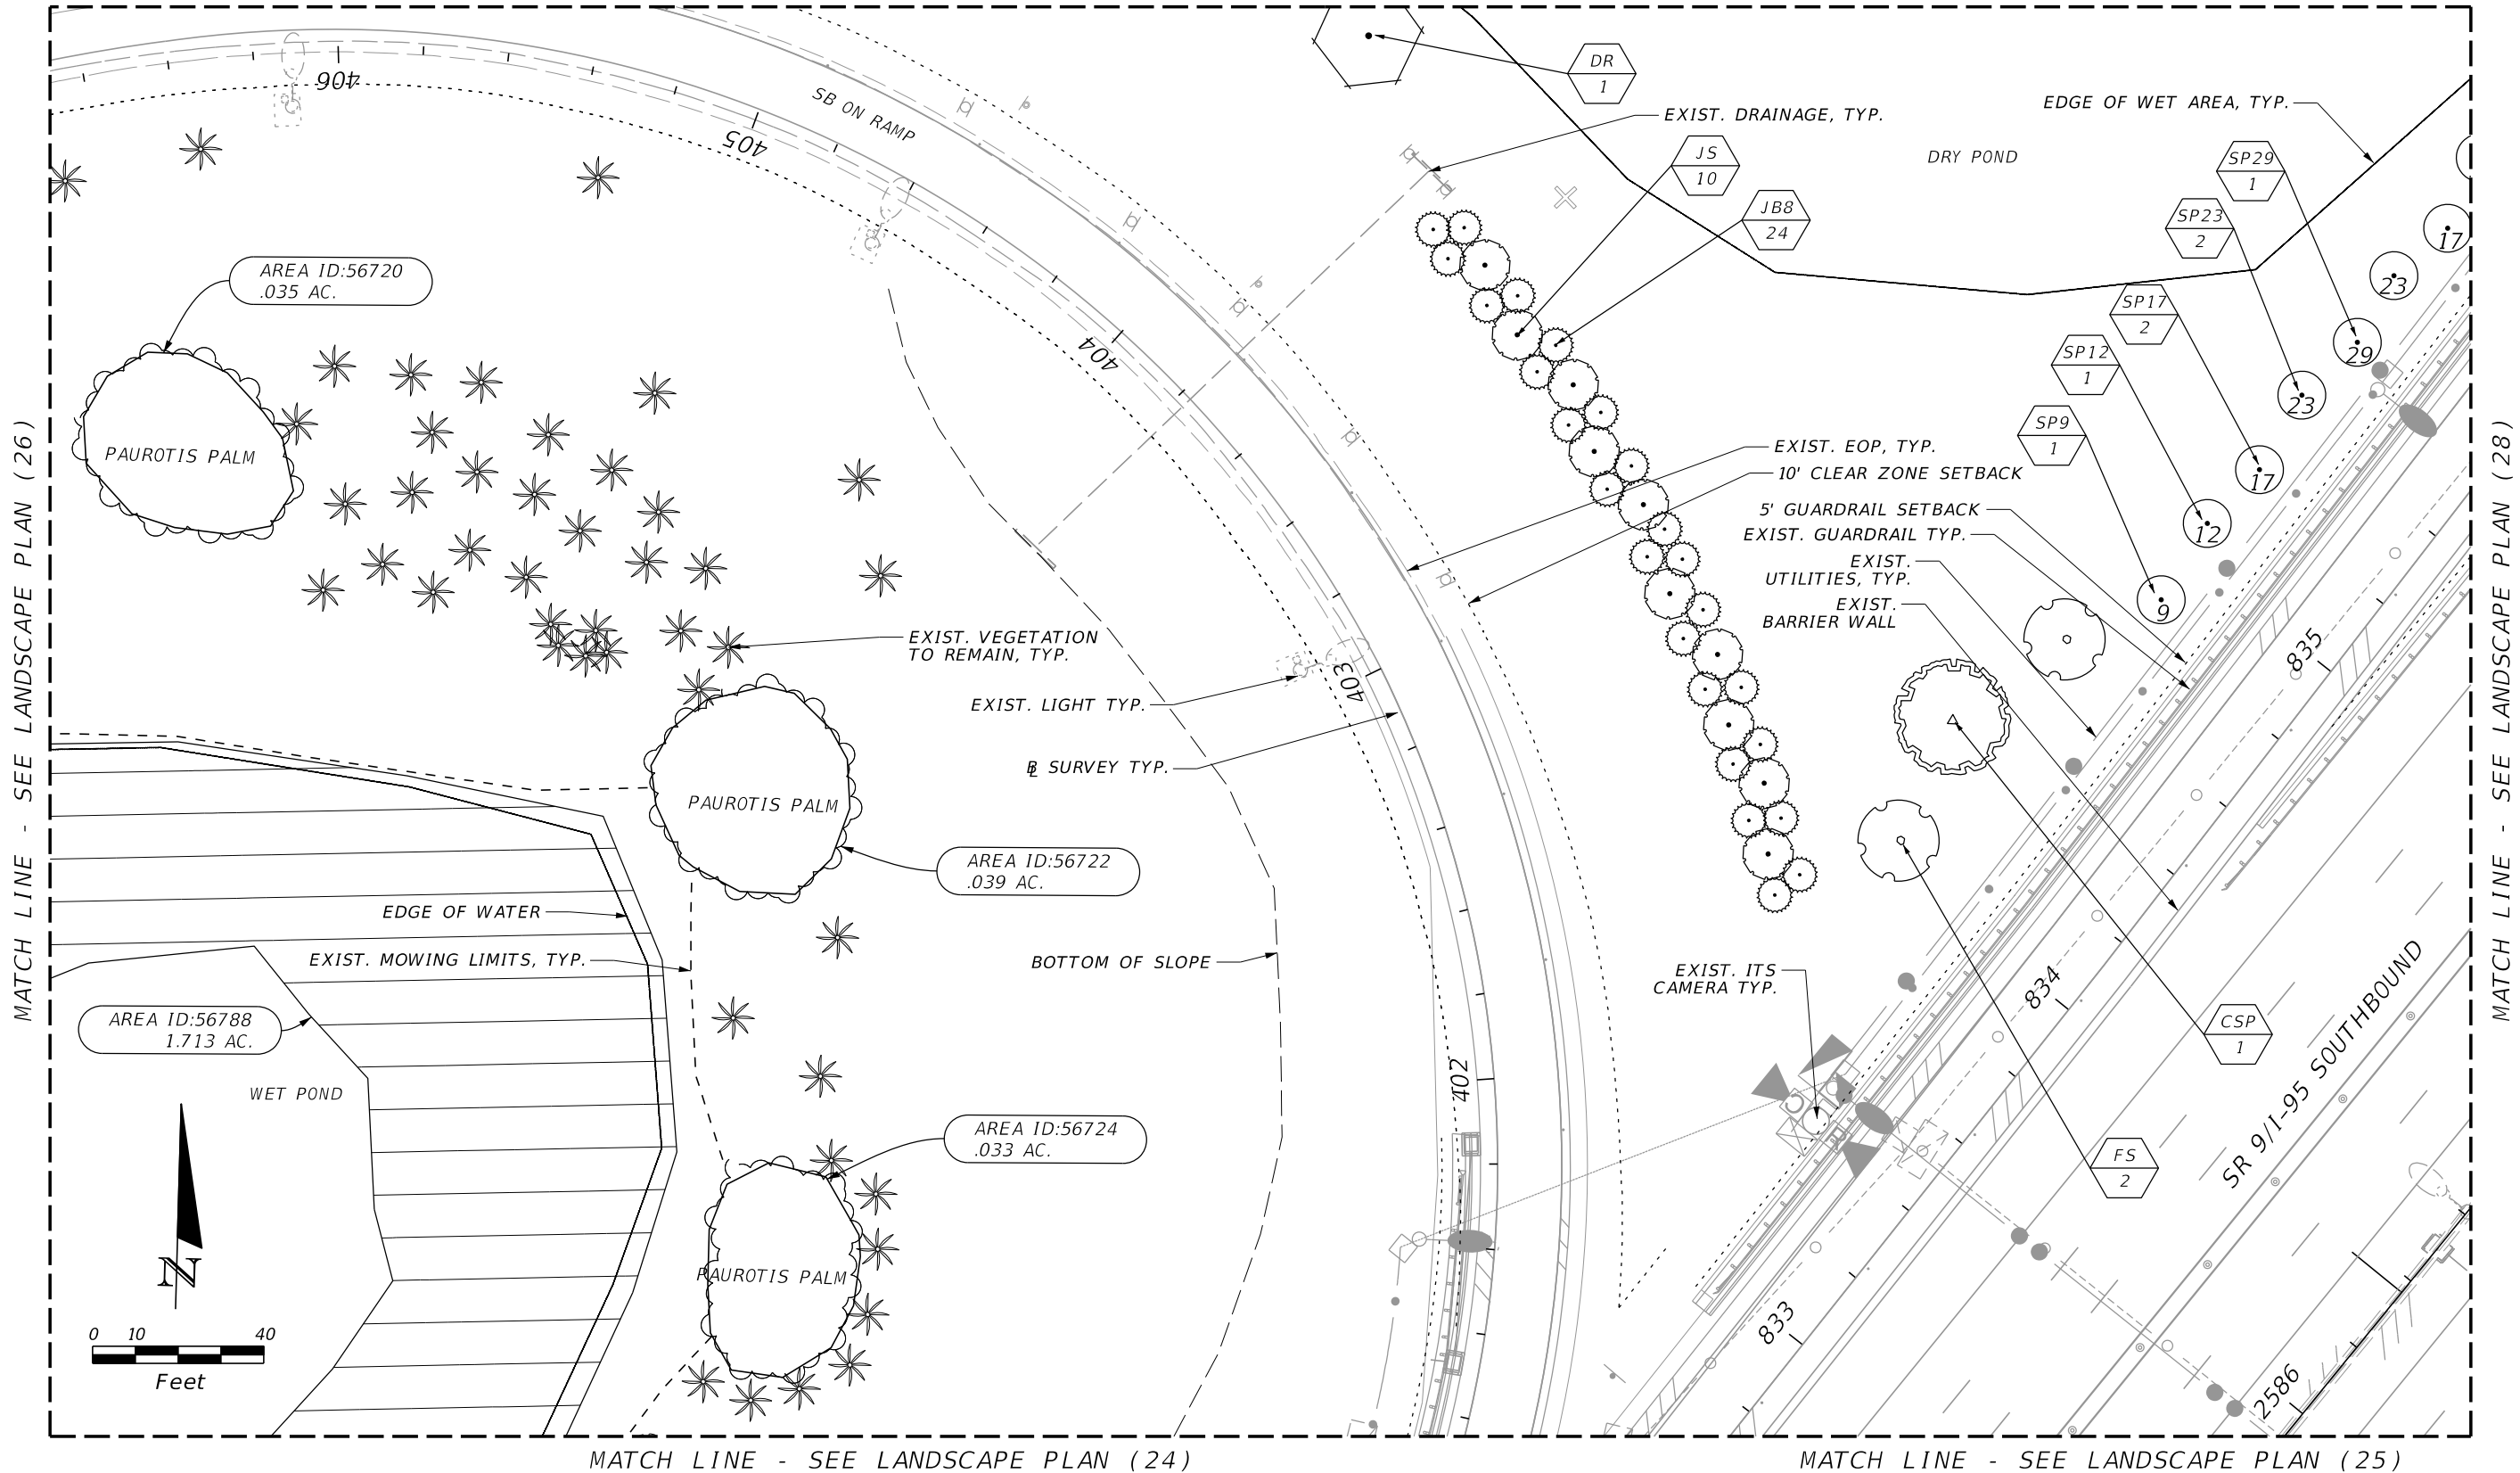 406
405
SB ON RAMP
404
403
402
DR
1
EXIST. DRAINAGE, TYP.
EDGE OF WET AREA, TYP.
DRY POND
JS
10
JB8
24
SP29
1
SP23
2
SP17
2
SP12
1
SP9
1
17
23
29
23
17
12
9
AREA ID:56720
.035 AC.
PAUROTIS PALM
EXIST. EOP, TYP.
10' CLEAR ZONE SETBACK
5' GUARDRAIL SETBACK
EXIST. GUARDRAIL TYP.
EXIST.
UTILITIES, TYP.
EXIST.
BARRIER WALL
EXIST. VEGETATION
TO REMAIN, TYP.
EXIST. LIGHT TYP.
BL SURVEY TYP.
PAUROTIS PALM
AREA ID:56722
.039 AC.
EDGE OF WATER
EXIST. MOWING LIMITS, TYP.
BOTTOM OF SLOPE
EXIST. ITS
CAMERA TYP.
AREA ID:56788
1.713 AC.
WET POND
AREA ID:56724
.033 AC.
PAUROTIS PALM
CSP
1
FS
2
835
834
833
SR 9/I-95 SOUTHBOUND
2586
N
0 10 40
Feet
MATCH LINE - SEE LANDSCAPE PLAN (26)
MATCH LINE - SEE LANDSCAPE PLAN (28)
MATCH LINE - SEE LANDSCAPE PLAN (24)
MATCH LINE - SEE LANDSCAPE PLAN (25)